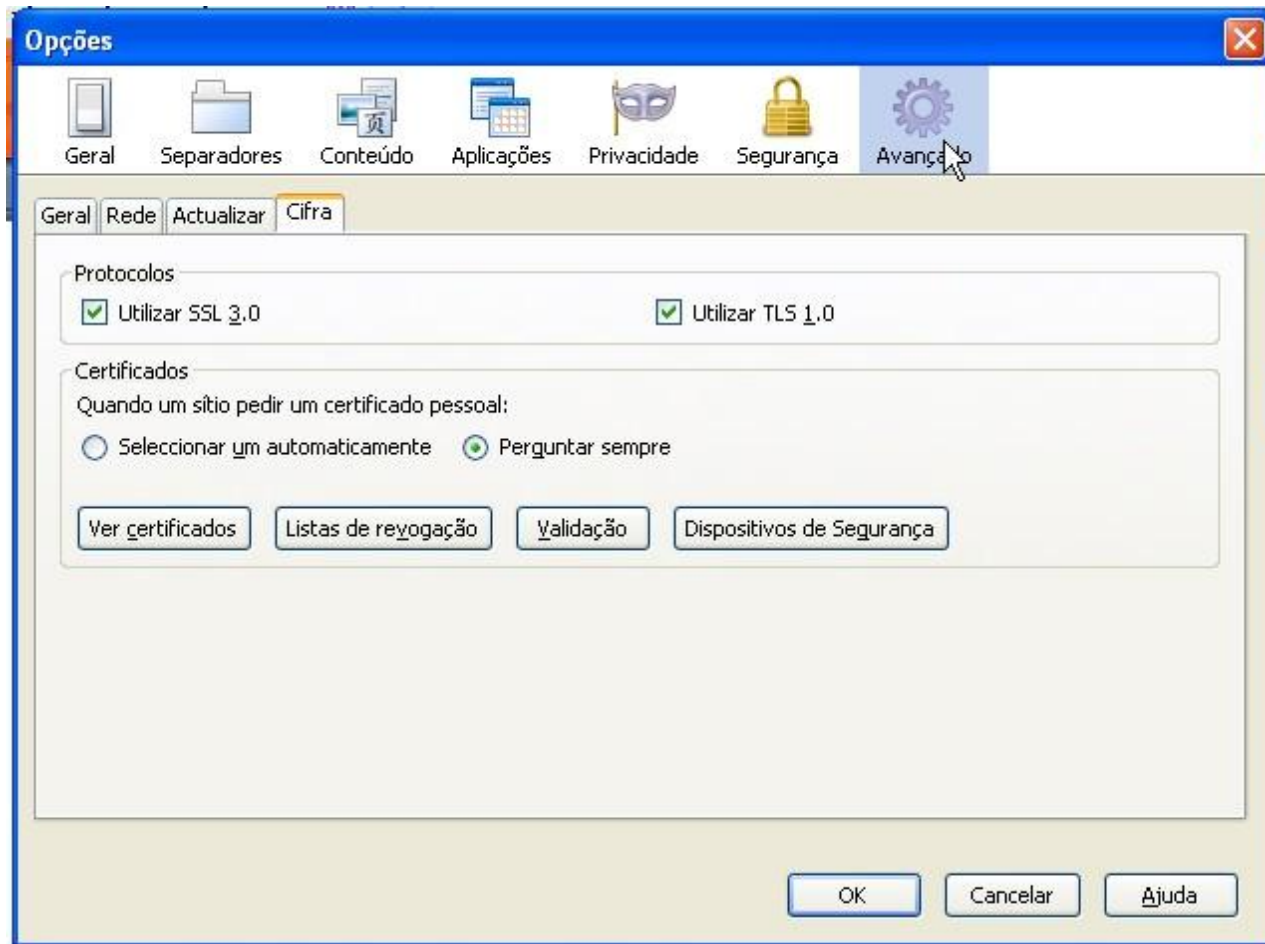 Opções
Geral Separadores Conteúdo Aplicações Privacidade Segurança Avançado
Geral Rede Actualizar Cifra
Protocolos
Utilizar SSL 3.0 Utilizar TLS 1.0
Certificados
Quando um sítio pedir um certificado pessoal:
Seleccionar um automaticamente Perguntar sempre
Ver certificados Listas de revogação Validação Dispositivos de Segurança
OK Cancelar Ajuda